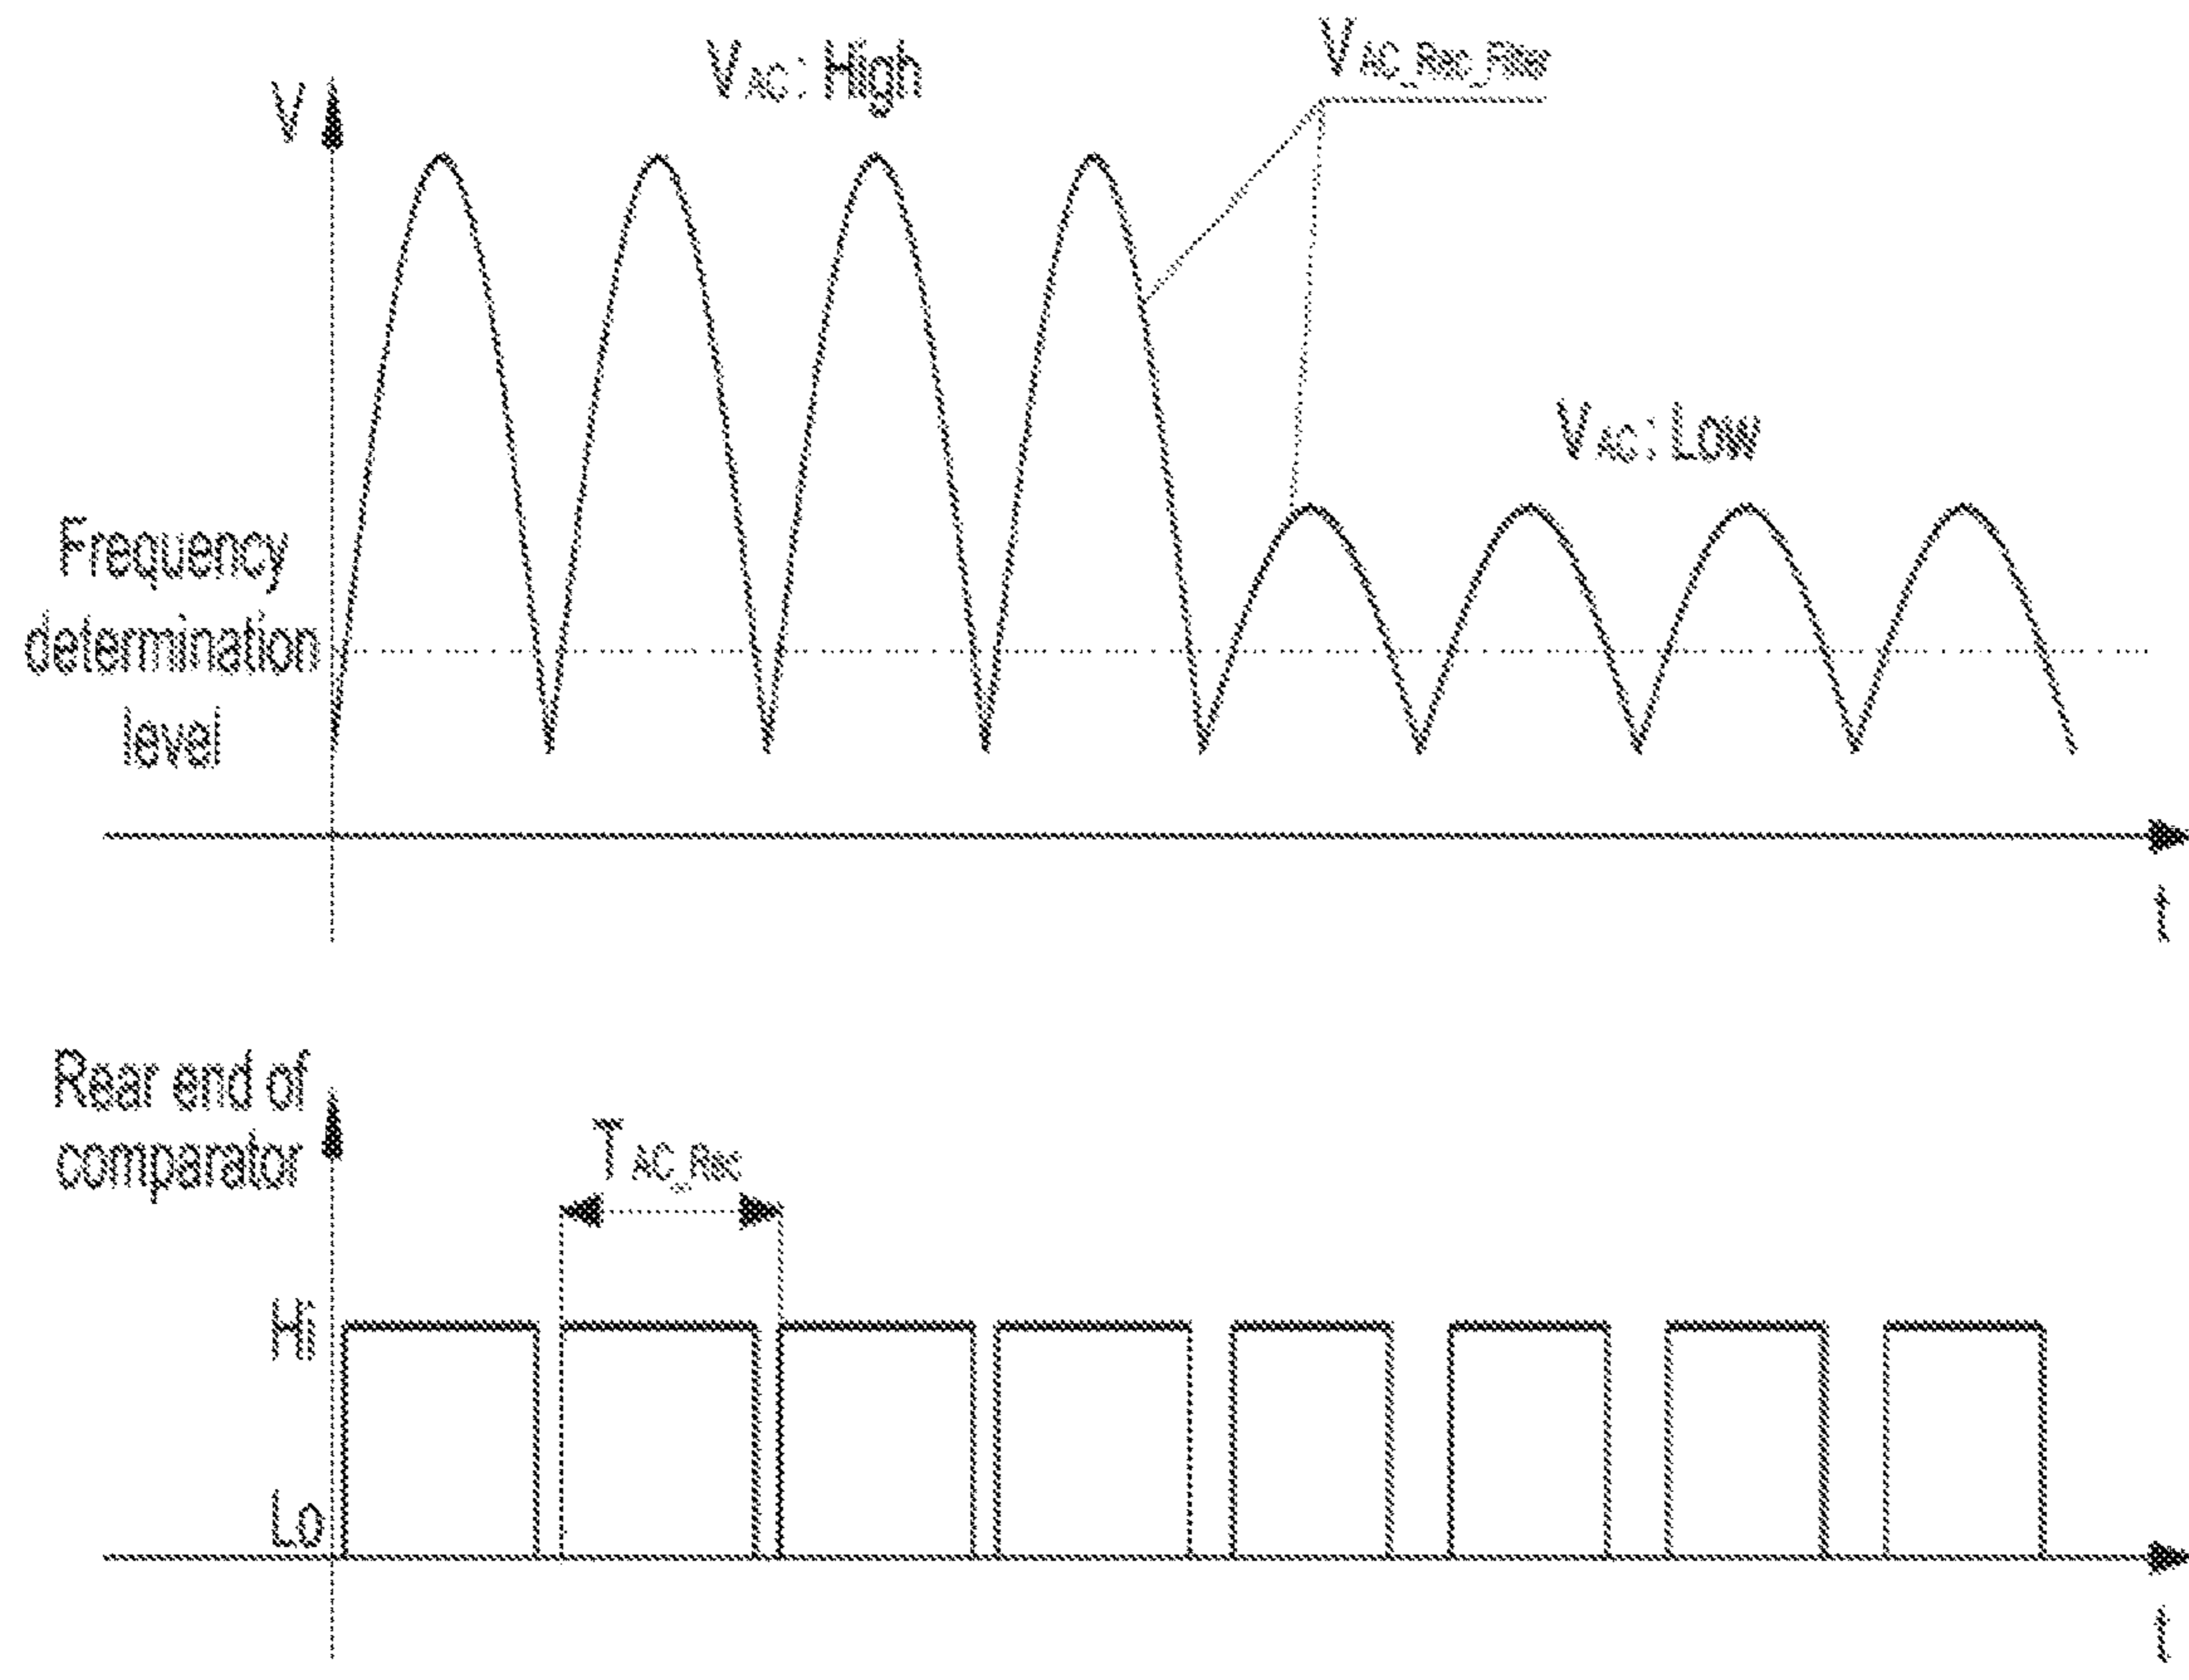 V
VAC: High
VAC_Rec_Filter
VAC: Low
Frequency
determination
level
t
Rear end of
comparator
TAC_Rec
Hi
Lo
t